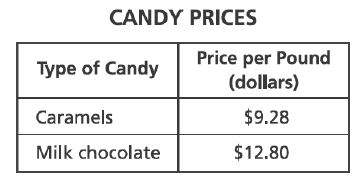 CANDY PRICES
Type of Candy
Price per Pound
(dollars)
Caramels
$9.28
Milk chocolate
$12.80